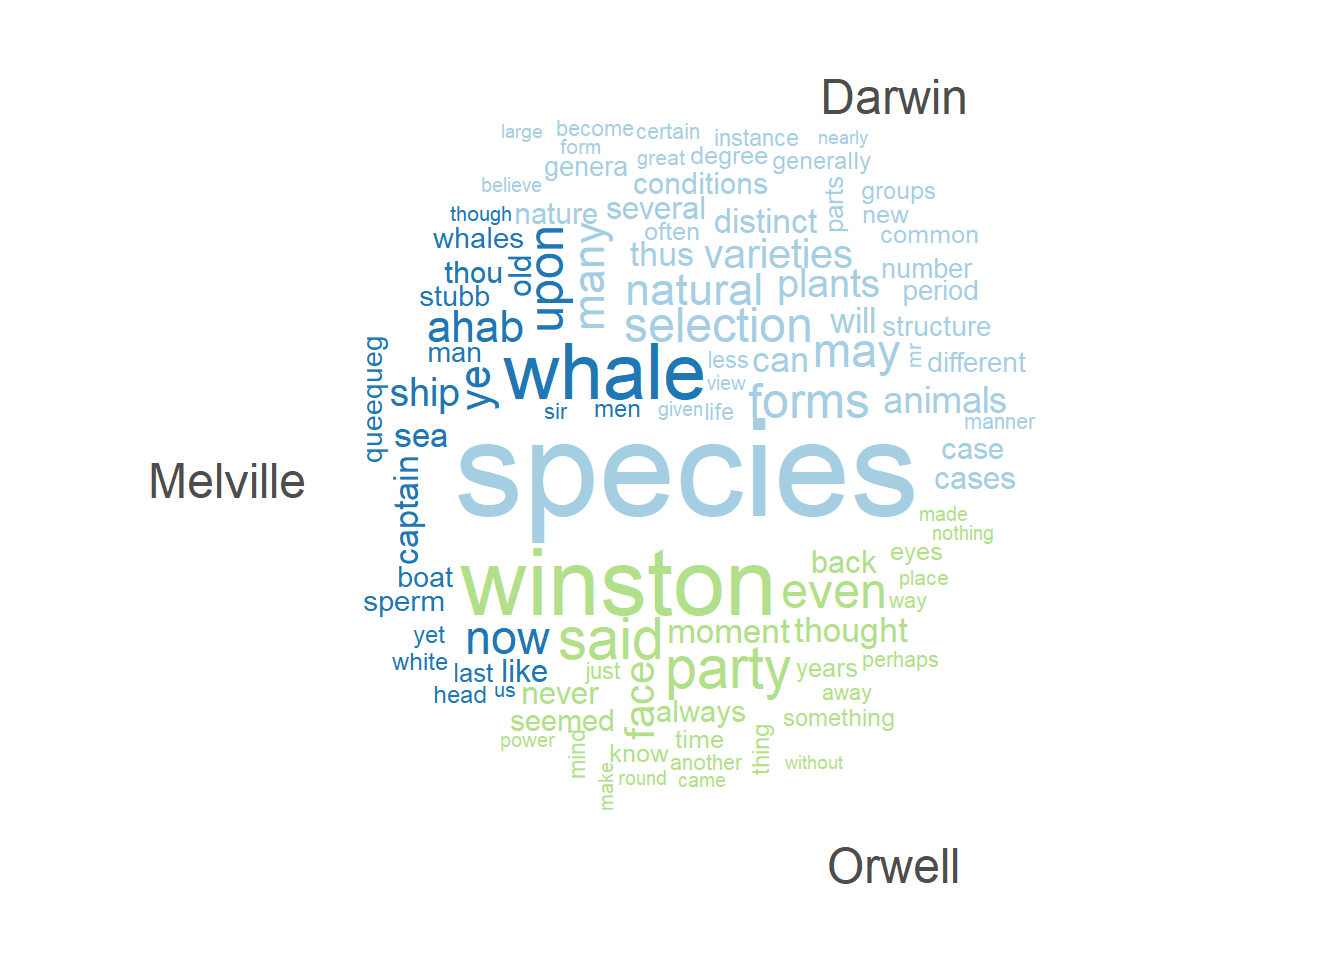 Darwin
large
become
certain
instance
nearly
form
great
degree
generally
genera
believe
conditions
parts
groups
though
nature
several
distinct
new
whales
often
common
old
upon
many
thus
varieties
thou
number
stubb
natural
plants
period
ahab
selection
will
structure
man
whale
less
can
may
mr
different
queequeg
ship
ye
view
forms
animals
sir
men
given
life
manner
sea
species
case
Melville
captain
cases
made
nothing
boat
winston
back
eyes
place
sperm
even
way
yet
now
said
moment
thought
white
last
like
just
face
party
years
perhaps
head
us
never
away
seemed
always
something
power
mind
know
time
thing
another
without
make
round
came
Orwell